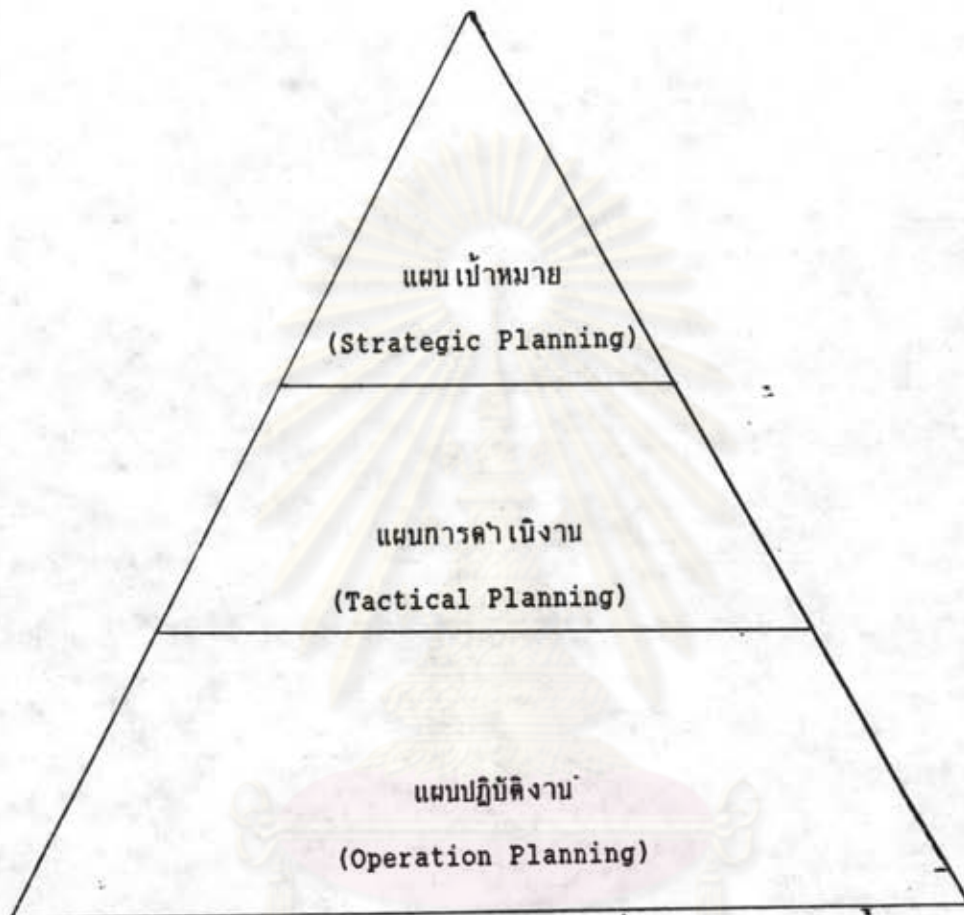 แผนเป้าหมาย
(Strategic Planning)
แผนการดำเนินงาน
(Tactical Planning)
แผนปฏิบัติงาน
(Operation Planning)